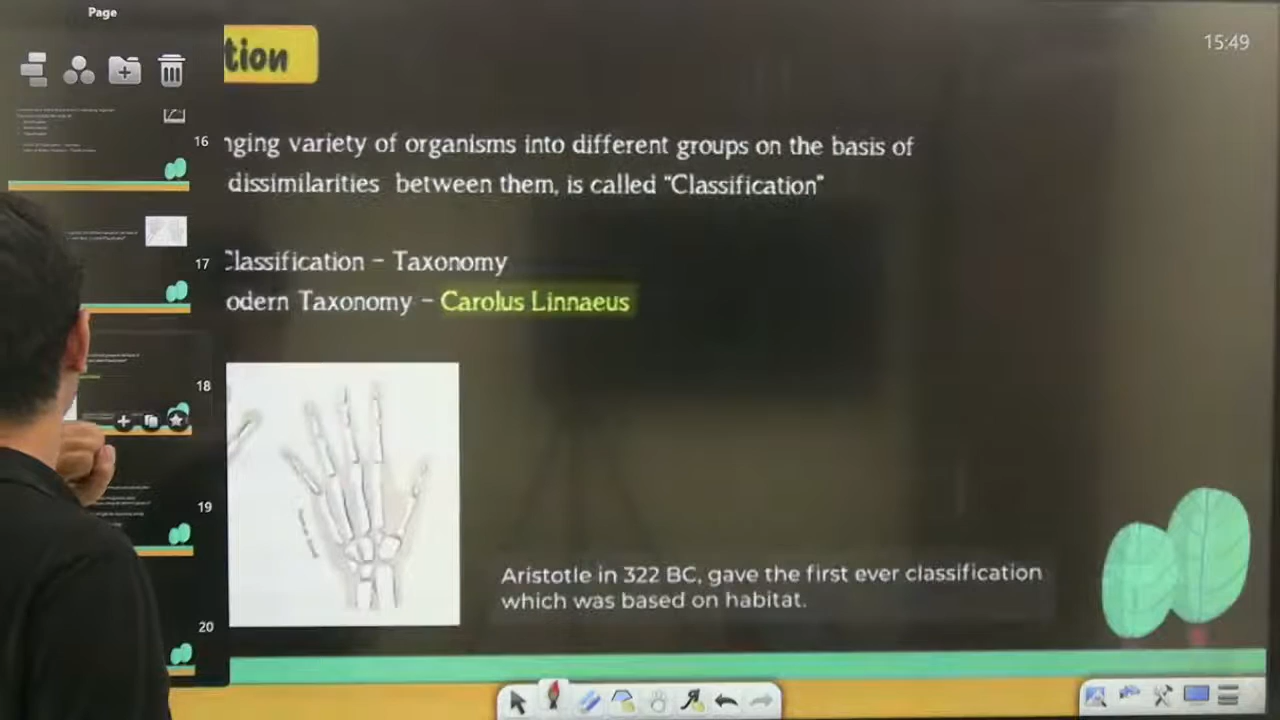 Page
15:49
tion
nging variety of organisms into different groups on the basis of
dissimilarities between them, is called "Classification"
Classification – Taxonomy
odern Taxonomy – Carolus Linnaeus
Aristotle in 322 BC, gave the first ever classification
which was based on habitat.
16
17
18
19
20